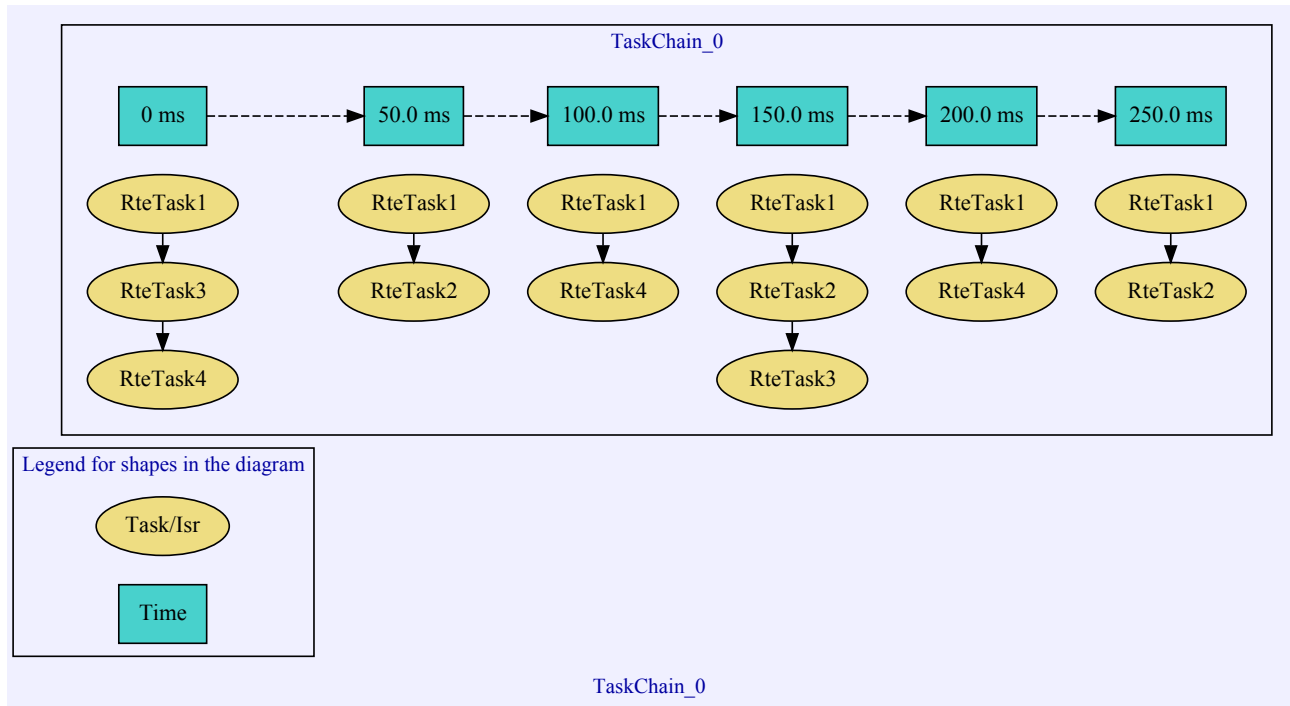 TaskChain_0
0 ms 50.0 ms 100.0 ms 150.0 ms 200.0 ms 250.0 ms
RteTask1 RteTask1 RteTask1 RteTask1 RteTask1 RteTask1
RteTask3 RteTask2 RteTask4 RteTask2 RteTask4 RteTask2
RteTask4 RteTask3
Legend for shapes in the diagram
Task/Isr
Time
TaskChain_0